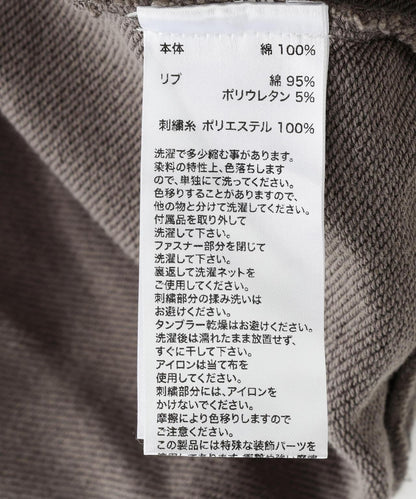 本体 綿 100%
リブ 綿 95%
ポリウレタン 5%
刺繍糸 ポリエステル 100%
洗濯で多少縮む事があります。
染料の特性上、色落ちします
ので、単独にて洗ってください。
色移りすることがありますので、
他の物と分けて洗濯してください。
付属品を取り外して
洗濯して下さい。
ファスナー部分を閉じて
洗濯して下さい。
裏返して洗濯ネットを
ご使用してください。
刺繍部分の揉み洗いは
お避けください。
タンブラー乾燥はお避けください。
洗濯後は濡れたまま放置せず、
すぐに干して下さい。
アイロンは当て布を
使用してください。
刺繍部分には、アイロンを
かけないでください。
摩擦により色移りしますので
ご注意ください。
この製品には特殊な装飾パーツを
使用しています。